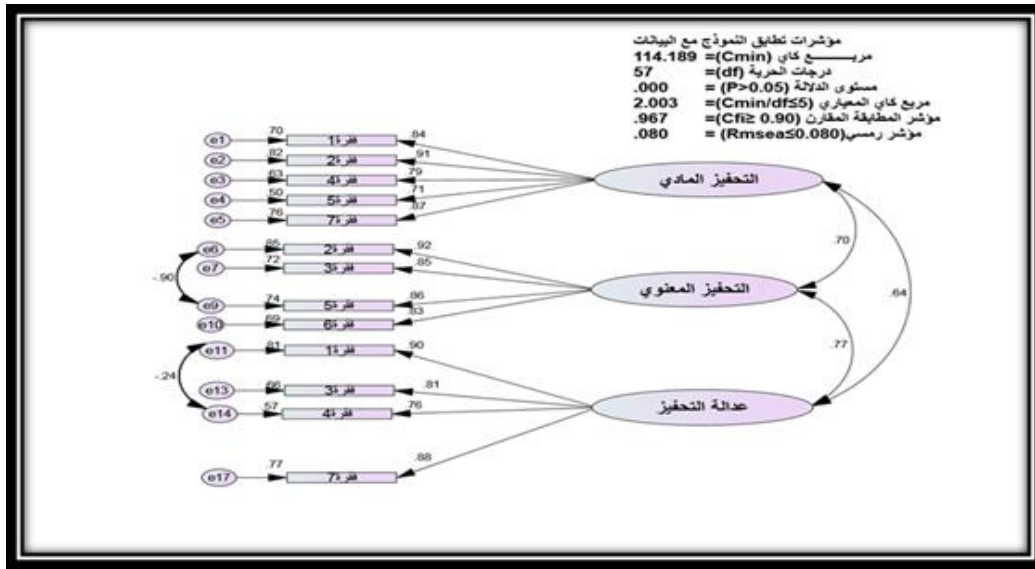 مؤشرات تطابق النموذج مع البيانات
مربـــــع كاي (Cmin)= 114.189
درجات الحرية (df)= 57
مستوى الدلالة (P>0.05) = .000
مربع كاي المعياري (Cmin/df≤5)= 2.003
مؤشر المطابقة المقارن (Cfi≥ 0.90)= .967
مؤشر رمسي(Rmsea≤0.080) = .080
e1 .70 فقرة1 .84
e2 .82 فقرة2 .91
e3 .63 فقرة4 .79
e4 .50 فقرة5 .71
e5 .76 فقرة7 .87
التحفيز المادي
e6 .85 فقرة2 .92
e7 .72 فقرة3 .85
e9 .74 فقرة5 .86
e10 .69 فقرة6 .83
التحفيز المعنوي
-.90
.70
.64
.77
e11 .81 فقرة1 .90
e13 .66 فقرة3 .81
e14 .57 فقرة4 .76
e17 .77 فقرة7 .88
عدالة التحفيز
-.24